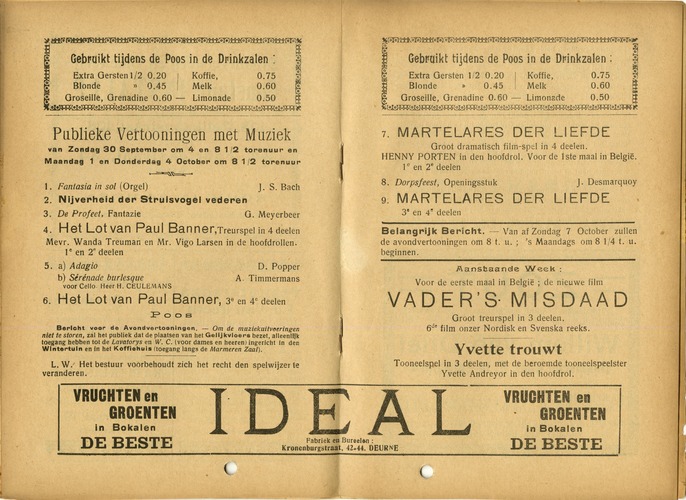 Gebruikt tijdens de Poos in de Drinkzalen :
Extra Gersten 1/2 0.20 | Koffie, 0.75
Blonde » 0.45 | Melk 0.60
Groseille, Grenadine 0.60 — Limonade 0.50
Publieke Vertooningen met Muziek
van Zondag 30 September om 4 en 8 1/2 torenuur en
Maandag 1 en Donderdag 4 October om 8 1/2 torenuur
1. Fantasia in sol (Orgel) J. S. Bach
2. Nijverheid der Struisvogel vederen
3. De Profeet, Fantazie G. Meyerbeer
4. Het Lot van Paul Banner, Treurspel in 4 deelen
Mevr. Wanda Treuman en Mr. Vigo Larsen in de hoofdrollen.
1e en 2e deelen
5. a) Adagio D. Popper
b) Sérénade burlesque A. Timmermans
voor Cello. Heer H. CEULEMANS
6. Het Lot van Paul Banner, 3e en 4e deelen
Poos
Bericht voor de Avondvertooningen. — Om de muziekuitvoeringen
niet te storen, zal het publiek dat de plaatsen van het Gelijkvloers bezet, alleenlijk
toegang hebben tot de Lavatorys en W. C. (voor dames en heeren) ingericht in den
Wintertuin en in het Koffiehuis (toegang langs de Marmeren Zaal).
L. W. Het bestuur voorbehoudt zich het recht den spelwijzer te
veranderen.
Gebruikt tijdens de Poos in de Drinkzalen :
Extra Gersten 1/2 0.20 | Koffie, 0.75
Blonde » 0.45 | Melk 0.60
Groseille, Grenadine 0.60 — Limonade 0.50
7. MARTELARES DER LIEFDE
Groot dramatisch film-spel in 4 deelen.
HENNY PORTEN in den hoofdrol. Voor de 1ste maal in België.
1e en 2e deelen
8. Dorpsfeest, Openingsstuk J. Desmarquoy
9. MARTELARES DER LIEFDE
3e en 4e deelen
Belangrijk Bericht. — Van af Zondag 7 October zullen
de avondvertooningen om 8 t. u. ; 's Maandags om 8 1/4 t. u.
beginnen.
Aanstaande Week :
Voor de eerste maal in België ; de nieuwe film
VADER'S MISDAAD
Groot treurspel in 3 deelen.
6de film onzer Nordisk en Svenska reeks.
Yvette trouwt
Tooneelspel in 3 deelen, met de beroemde tooneelspeelster
Yvette Andreyor in den hoofdrol.
VRUCHTEN en
GROENTEN
in Bokalen
DE BESTE
IDEAL
Fabriek en Bureelen :
Kronenburgstraat, 42-44, DEURNE
VRUCHTEN en
GROENTEN
in Bokalen
DE BESTE